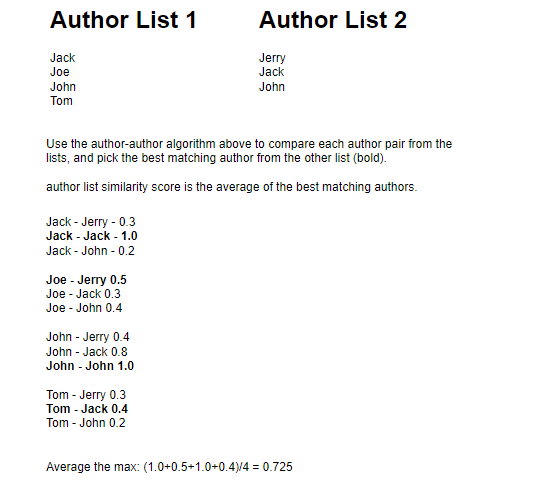 Author List 1
Author List 2
Jack
Joe
John
Tom
Jerry
Jack
John
Use the author-author algorithm above to compare each author pair from the
lists, and pick the best matching author from the other list (bold).
author list similarity score is the average of the best matching authors.
Jack - Jerry - 0.3
Jack - Jack - 1.0
Jack - John - 0.2
Joe - Jerry 0.5
Joe - Jack 0.3
Joe - John 0.4
John - Jerry 0.4
John - Jack 0.8
John - John 1.0
Tom - Jerry 0.3
Tom - Jack 0.4
Tom - John 0.2
Average the max: (1.0+0.5+1.0+0.4)/4 = 0.725